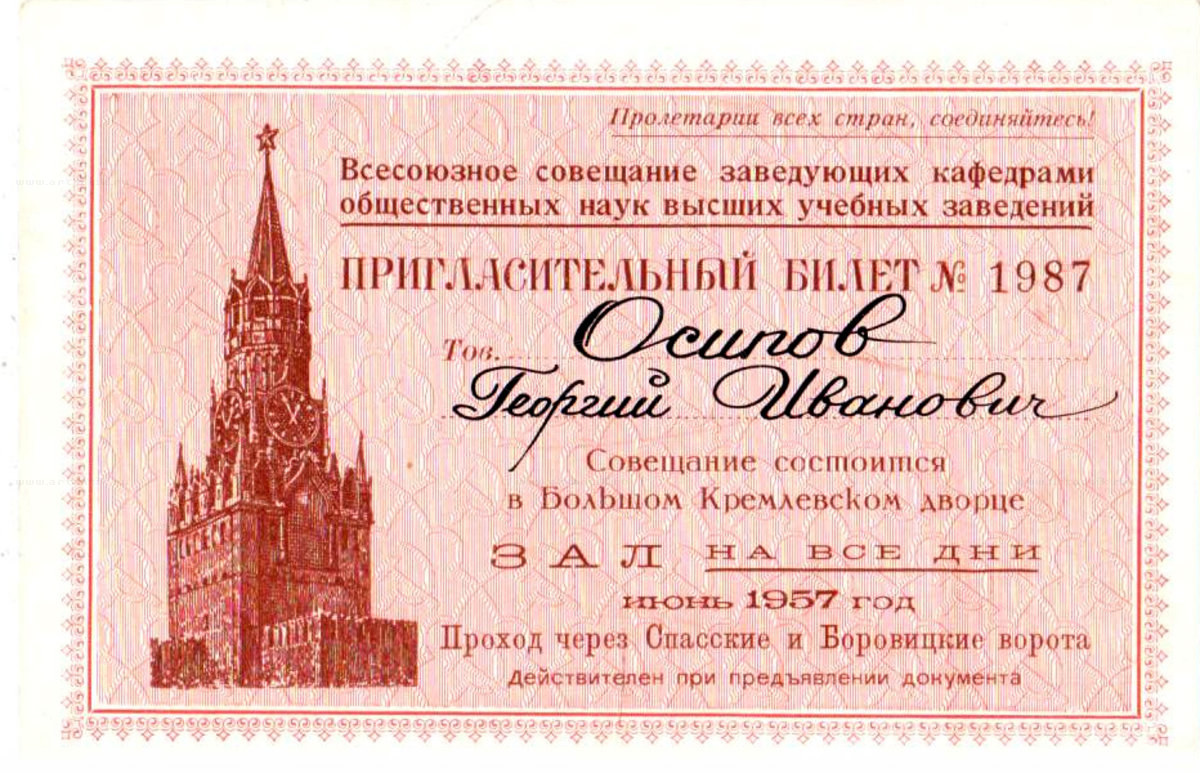 Пролетарии всех стран, соединяйтесь!
Всесоюзное совещание заведующих кафедрами
общественных наук высших учебных заведений
ПРИГЛАСИТЕЛЬНЫЙ БИЛЕТ № 1987
Тов. Осипов
Георгий Иванович
Совещание состоится
в Большом Кремлевском дворце
ЗАЛ НА ВСЕ ДНИ
июнь 1957 год
Проход через Спасские и Боровицкие ворота
Действителен при предъявлении документа